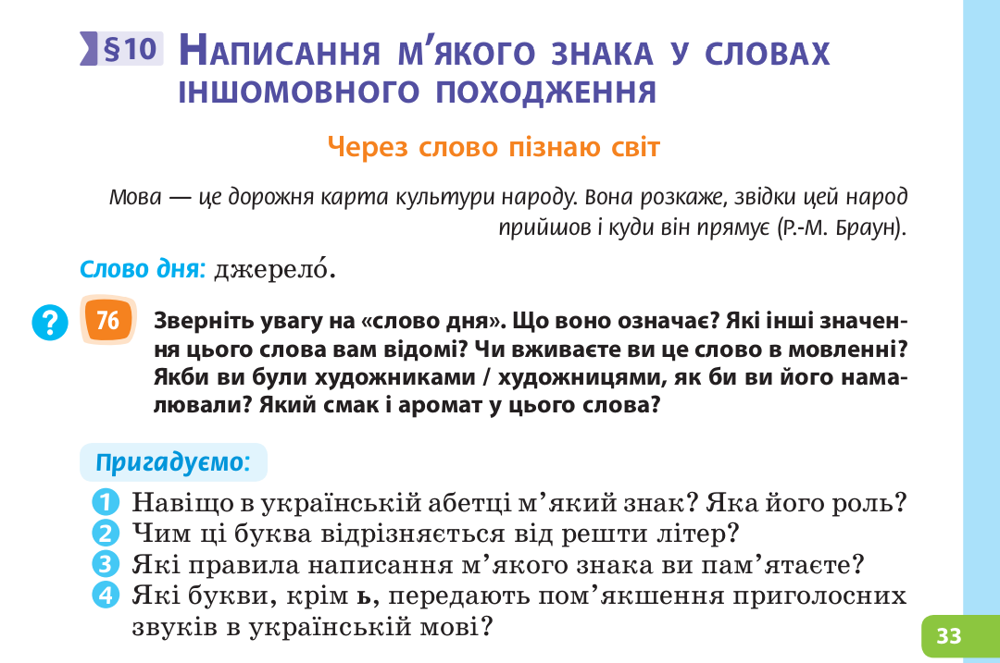 § 10 Написання м’якого знака у словах
іншомовного походження
Через слово пізнаю світ
Мова — це дорожня карта культури народу. Вона розкаже, звідки цей народ
прийшов і куди він прямує (Р.-М. Браун).
Слово дня: джерело́.
? 76 Зверніть увагу на «слово дня». Що воно означає? Які інші значен-
ня цього слова вам відомі? Чи вживаєте ви це слово в мовленні?
Якби ви були художниками / художницями, як би ви його нама-
лювали? Який смак і аромат у цього слова?
Пригадуємо:
1 Навіщо в українській абетці м’який знак? Яка його роль?
2 Чим ці буква відрізняється від решти літер?
3 Які правила написання м’якого знака ви пам’ятаєте?
4 Які букви, крім ь, передають пом’якшення приголосних
звуків в українській мові?
33